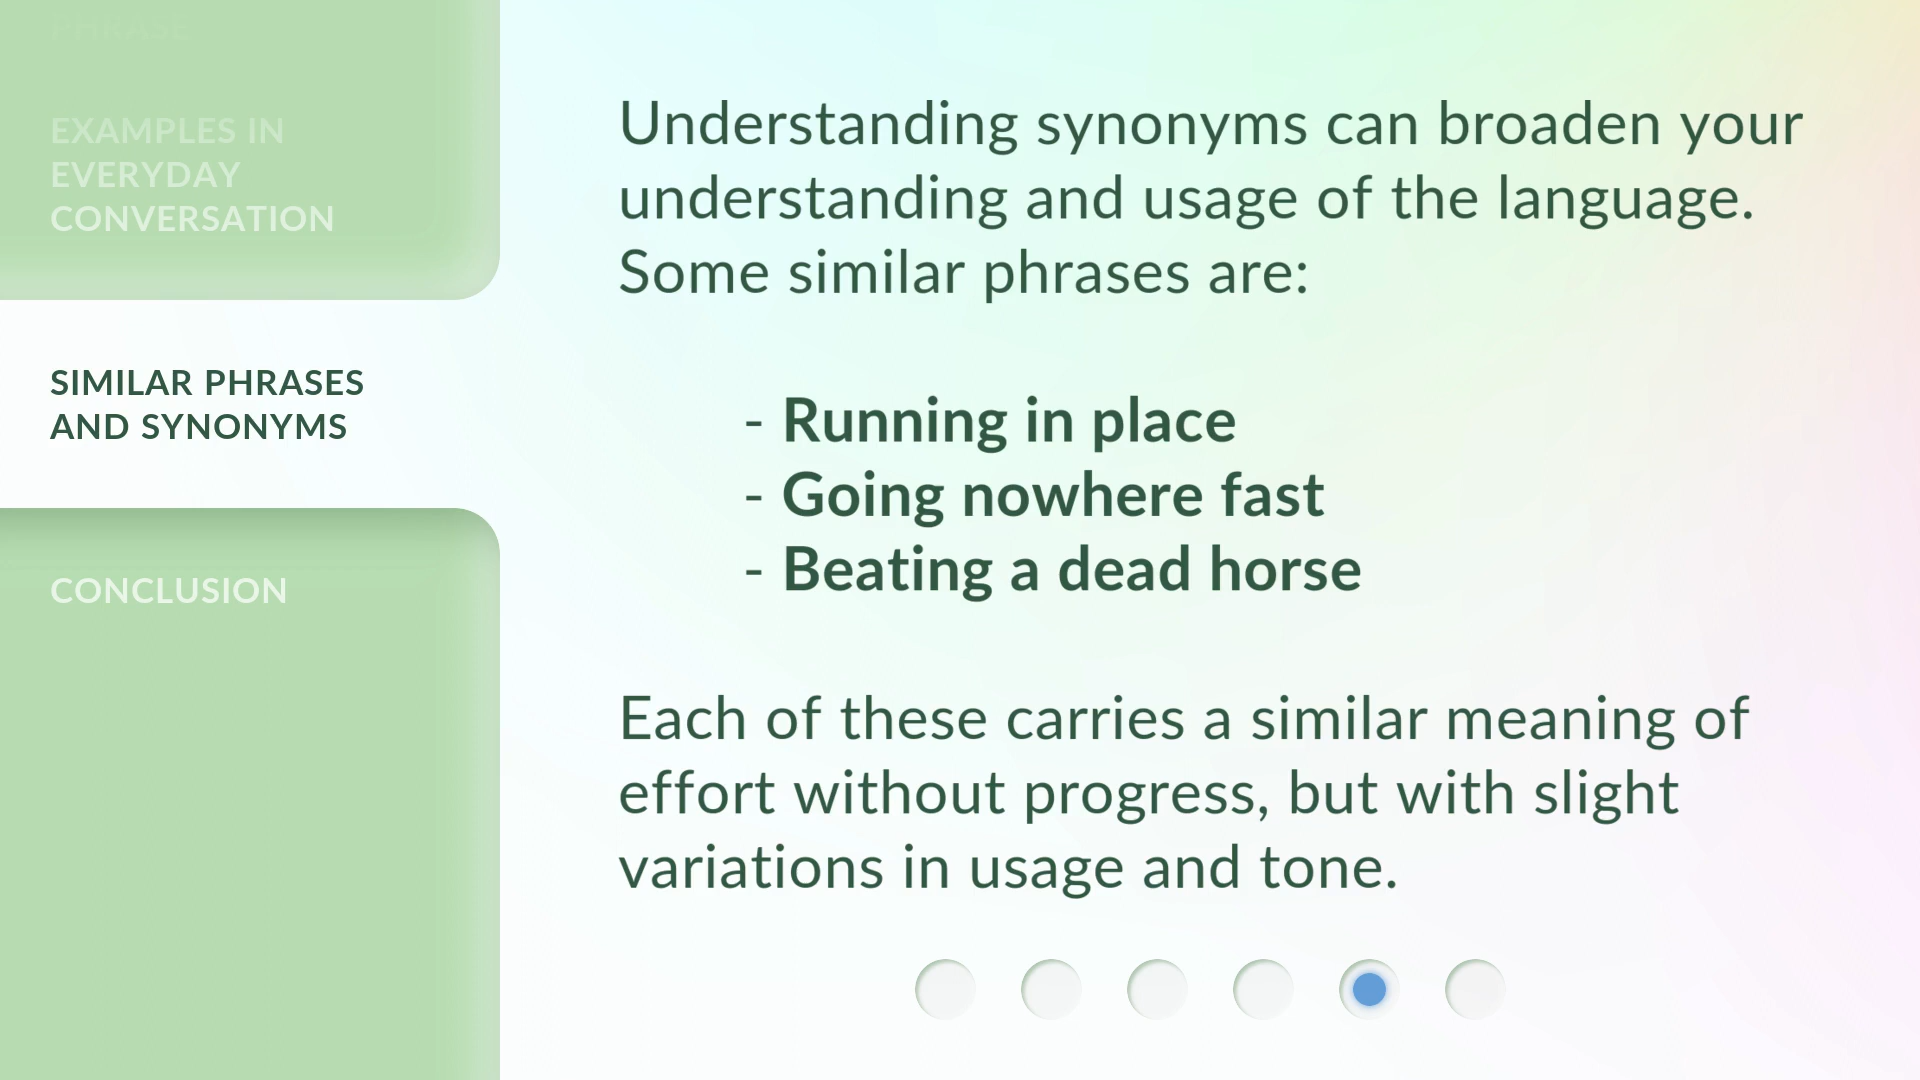 PHRASE
EXAMPLES IN
EVERYDAY
CONVERSATION
SIMILAR PHRASES
AND SYNONYMS
CONCLUSION
Understanding synonyms can broaden your
understanding and usage of the language.
Some similar phrases are:
- Running in place
- Going nowhere fast
- Beating a dead horse
Each of these carries a similar meaning of
effort without progress, but with slight
variations in usage and tone.